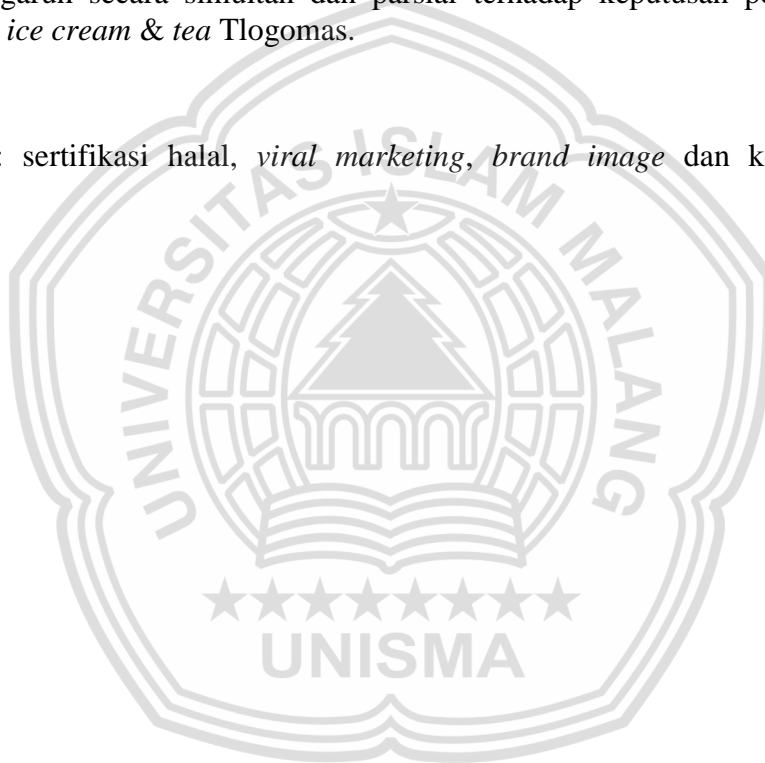 secara simultan dan parsial terhadap keputusan
ice cream & tea Tlogomas.
: sertifikasi halal, viral marketing, brand image dan
UNIVERSITAS ISLAM MALANG
UNISMA